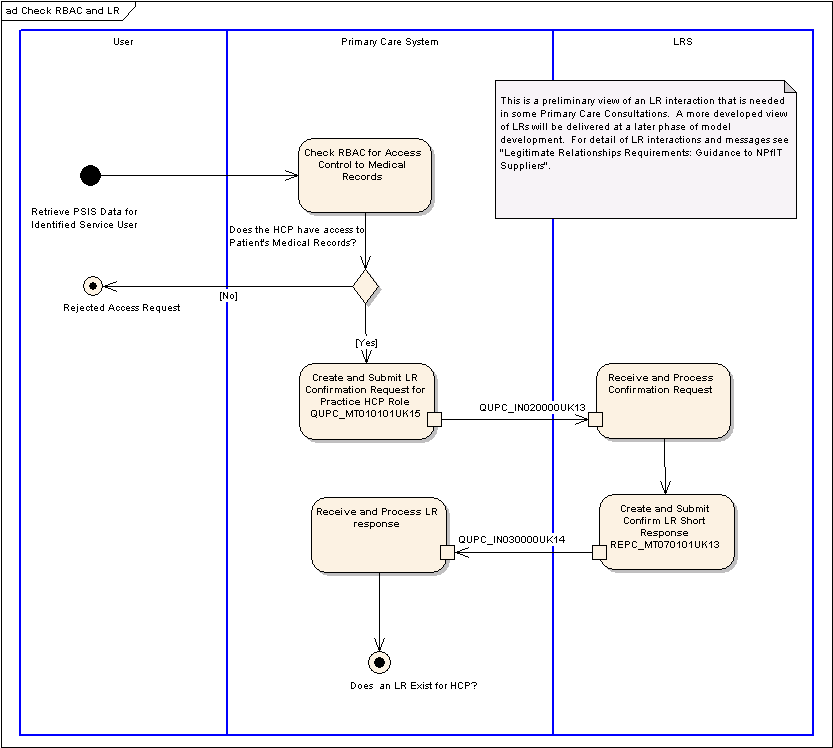 ad Check RBAC and LR
User
Primary Care System
LRS
This is a preliminary view of an LR interaction that is needed
in some Primary Care Consultations.  A more developed view
of LRs will be delivered at a later phase of model
development.  For detail of LR interactions and messages see
"Legitimate Relationships Requirements: Guidance to NPfIT
Suppliers".
Check RBAC for Access
Control to Medical
Records
Retrieve PSIS Data for
Identified Service User
Does the HCP have access to
Patient's Medical Records?
[No]
Rejected Access Request
[Yes]
Create and Submit LR
Confirmation Request for
Practice HCP Role
QUPC_MT010101UK15
QUPC_IN020000UK13
Receive and Process
Confirmation Request
Receive and Process LR
response
QUPC_IN030000UK14
Create and Submit
Confirm LR Short
Response
REPC_MT070101UK13
Does  an LR Exist for HCP?